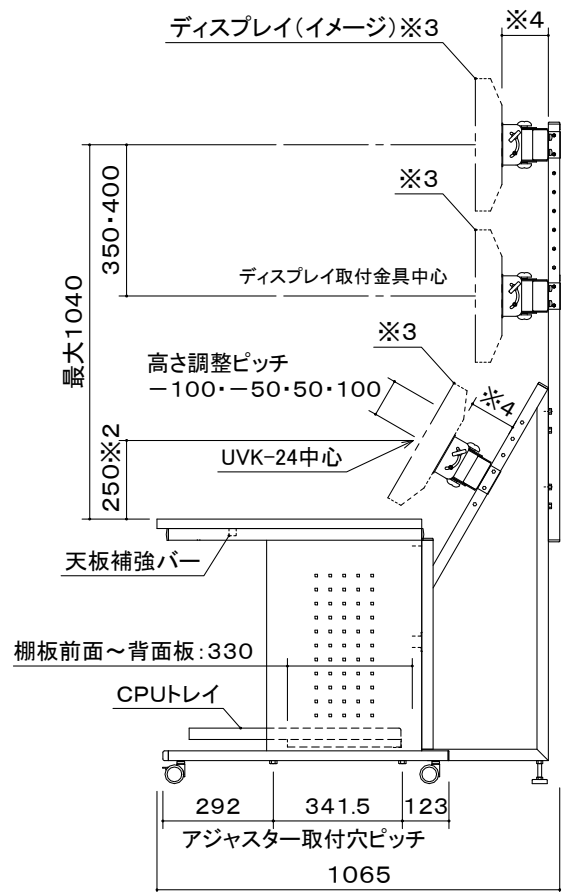 ディスプレイ(イメージ)※3
※4
※3
350・400
最大1040
ディスプレイ取付金具中心
※3
高さ調整ピッチ
－100・－50・50・100
※4
250※2
UVK-24中心
天板補強バー
棚板前面～背面板:330
CPUトレイ
292
341.5
123
アジャスター取付穴ピッチ
1065